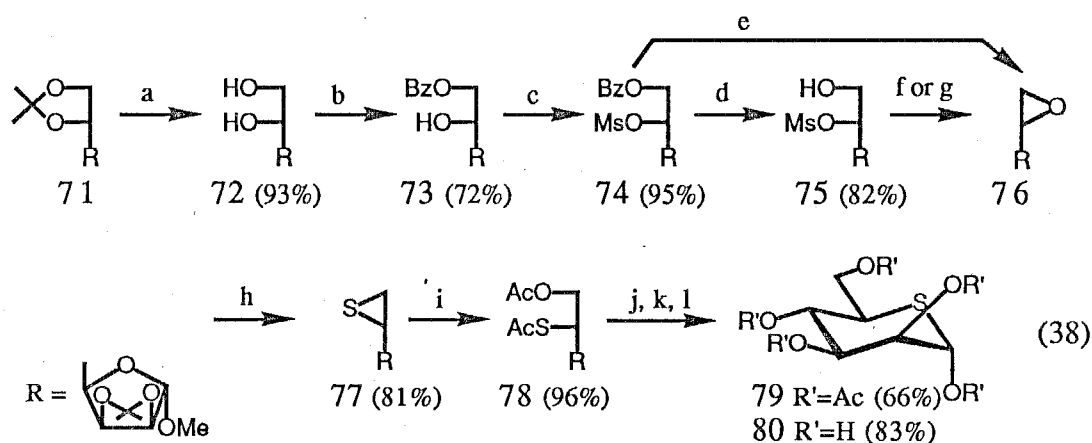 e
a b c d f or g
O O HO HO BzO HO BzO MsO HO MsO O
R R R R R R
71 72 (93%) 73 (72%) 74 (95%) 75 (82%) 76
h i j, k, l
S AcO AcS OR' S OR' R'O R'O OR'
R R
(38)
R = O O O OMe
77 (81%) 78 (96%) 79 R'=Ac (66%)
80 R'=H (83%)